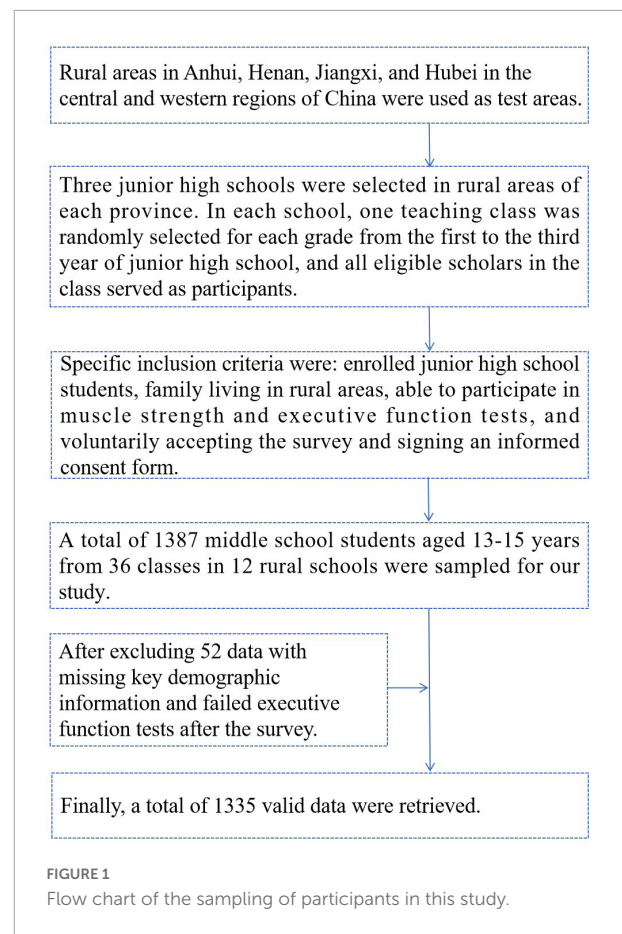 Rural areas in Anhui, Henan, Jiangxi, and Hubei in the
central and western regions of China were used as test areas.
Three junior high schools were selected in rural areas of
each province. In each school, one teaching class was
randomly selected for each grade from the first to the third
year of junior high school, and all eligible scholars in the
class served as participants.
Specific inclusion criteria were: enrolled junior high school
students, family living in rural areas, able to participate in
muscle strength and executive function tests, and
voluntarily accepting the survey and signing an informed
consent form.
A total of 1387 middle school students aged 13-15 years
from 36 classes in 12 rural schools were sampled for our
study.
After excluding 52 data with
missing key demographic
information and failed executive
function tests after the survey.
Finally, a total of 1335 valid data were retrieved.
FIGURE 1
Flow chart of the sampling of participants in this study.